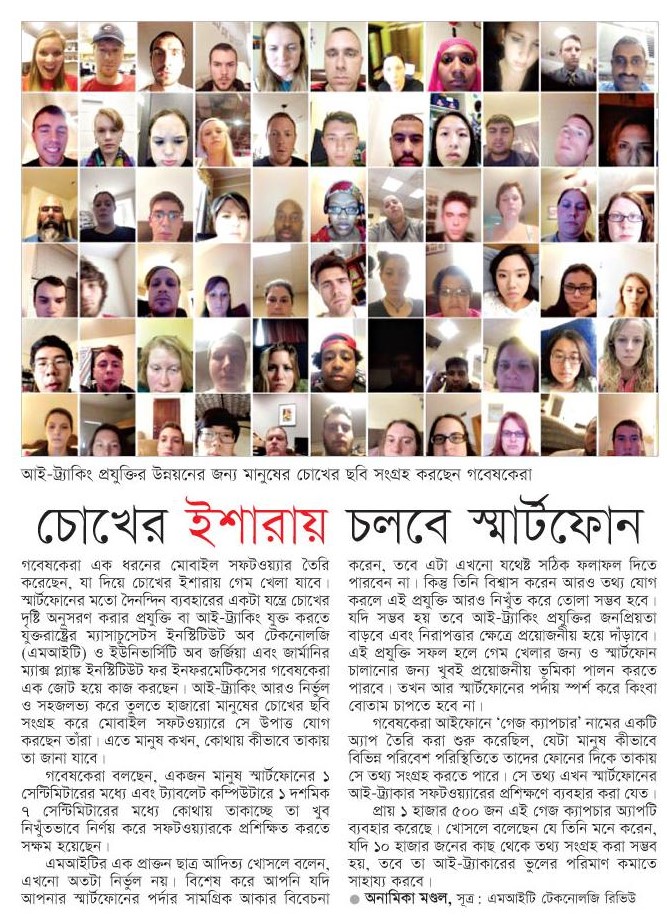 আই-ট্র্যাকিং প্রযুক্তির উন্নয়নের জন্য মানুষের চোখের ছবি সংগ্রহ করছেন গবেষকেরা
চোখের ইশারায় চলবে স্মার্টফোন
গবেষকেরা এক ধরনের মোবাইল সফটওয়্যার তৈরি
করেছেন, যা দিয়ে চোখের ইশারায় গেম খেলা যাবে।
স্মার্টফোনের মতো দৈনন্দিন ব্যবহারের একটা যন্ত্রে চোখের
দৃষ্টি অনুসরণ করার প্রযুক্তি বা আই-ট্র্যাকিং যুক্ত করতে
যুক্তরাষ্ট্রের ম্যাসাচুসেটস ইনস্টিটিউট অব টেকনোলজি
(এমআইটি) ও ইউনিভার্সিটি অব জর্জিয়া এবং জার্মানির
ম্যাক্স প্ল্যাঙ্ক ইনস্টিটিউট ফর ইনফরমেটিকসের গবেষকেরা
এক জোট হয়ে কাজ করছেন। আই-ট্র্যাকিং আরও নির্ভুল
ও সহজলভ্য করে তুলতে হাজারো মানুষের চোখের ছবি
সংগ্রহ করে মোবাইল সফটওয়্যারে সে উপাত্ত যোগ
করছেন তাঁরা। এতে মানুষ কখন, কোথায় কীভাবে তাকায়
তা জানা যাবে।
গবেষকেরা বলছেন, একজন মানুষ স্মার্টফোনের ১
সেন্টিমিটারের মধ্যে এবং ট্যাবলেট কম্পিউটারে ১ দশমিক
৭ সেন্টিমিটারের মধ্যে কোথায় তাকাচ্ছে তা খুব
নিখুঁতভাবে নির্ণয় করে সফটওয়্যারকে প্রশিক্ষিত করতে
সক্ষম হয়েছেন।
এমআইটির এক প্রাক্তন ছাত্র আদিত্য খোসলে বলেন,
এখনো অতটা নির্ভুল নয়। বিশেষ করে আপনি যদি
আপনার স্মার্টফোনের পর্দার সামগ্রিক আকার বিবেচনা
করেন, তবে এটা এখনো যথেষ্ট সঠিক ফলাফল দিতে
পারবেন না। কিন্তু তিনি বিশ্বাস করেন আরও তথ্য যোগ
করলে এই প্রযুক্তি আরও নিখুঁত করে তোলা সম্ভব হবে।
যদি সম্ভব হয় তবে আই-ট্র্যাকিং প্রযুক্তির জনপ্রিয়তা
বাড়বে এবং নিরাপত্তার ক্ষেত্রে প্রয়োজনীয় হয়ে দাঁড়াবে।
এই প্রযুক্তি সফল হলে গেম খেলার জন্য ও স্মার্টফোন
চালানোর জন্য খুবই প্রয়োজনীয় ভূমিকা পালন করতে
পারবে। তখন আর স্মার্টফোনের পর্দায় স্পর্শ করে কিংবা
বোতাম চাপতে হবে না।
গবেষকেরা আইফোনে ‘গেজ ক্যাপচার’ নামের একটি
অ্যাপ তৈরি করা শুরু করেছিল, যেটা মানুষ কীভাবে
বিভিন্ন পরিবেশ পরিস্থিতিতে তাদের ফোনের দিকে তাকায়
সে তথ্য সংগ্রহ করতে পারে। সে তথ্য এখন স্মার্টফোনের
আই-ট্র্যাকার সফটওয়্যারের প্রশিক্ষণে ব্যবহার করা যেত।
প্রায় ১ হাজার ৫০০ জন এই গেজ ক্যাপচার অ্যাপটি
ব্যবহার করেছে। খোসলে বলেছেন যে তিনি মনে করেন,
যদি ১০ হাজার জনের কাছ থেকে তথ্য সংগ্রহ করা সম্ভব
হয়, তবে তা আই-ট্র্যাকারের ভুলের পরিমাণ কমাতে
সাহায্য করবে।
● অনামিকা মণ্ডল, সূত্র : এমআইটি টেকনোলজি রিভিউ